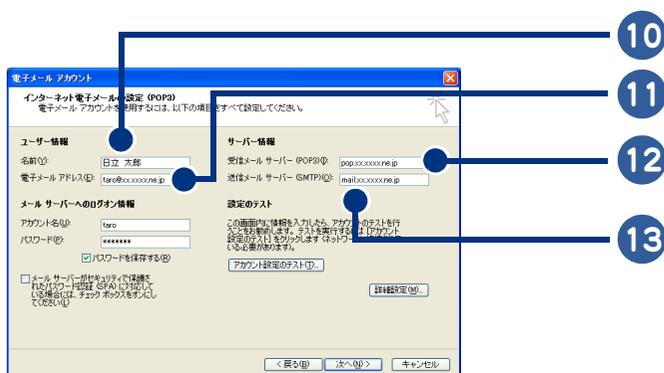 10
電子メール アカウント
インターネット電子メールの設定 (POP3)
電子メール アカウントを使用するには、以下の項目をすべて設定してください。
11
ユーザー情報
名前(Y):
日立 太郎
電子メール アドレス(E):
taro@xx.xxxx.ne.jp
サーバー情報
受信メール サーバー (POP3)(I):
pop.xx.xxxx.ne.jp
送信メール サーバー (SMTP)(O):
mail.xx.xxxx.ne.jp
12
メール サーバーへのログオン情報
アカウント名(U):
taro
パスワード(P):
*******
パスワードを保存する(R)
メール サーバーがセキュリティで保護さ
れたパスワード認証 (SPA) に対応して
いる場合には、チェック ボックスをオンにし
てください(L)
設定のテスト
この画面内に情報を入力したら、アカウントのテストを行
うことをお勧めします。テストを実行するには [アカウント
設定のテスト] をクリックします (ネットワークに接続されて
いる必要があります)。
アカウント設定のテスト(T)...
13
詳細設定(M)...
< 戻る(B)
次へ(N) >
キャンセル